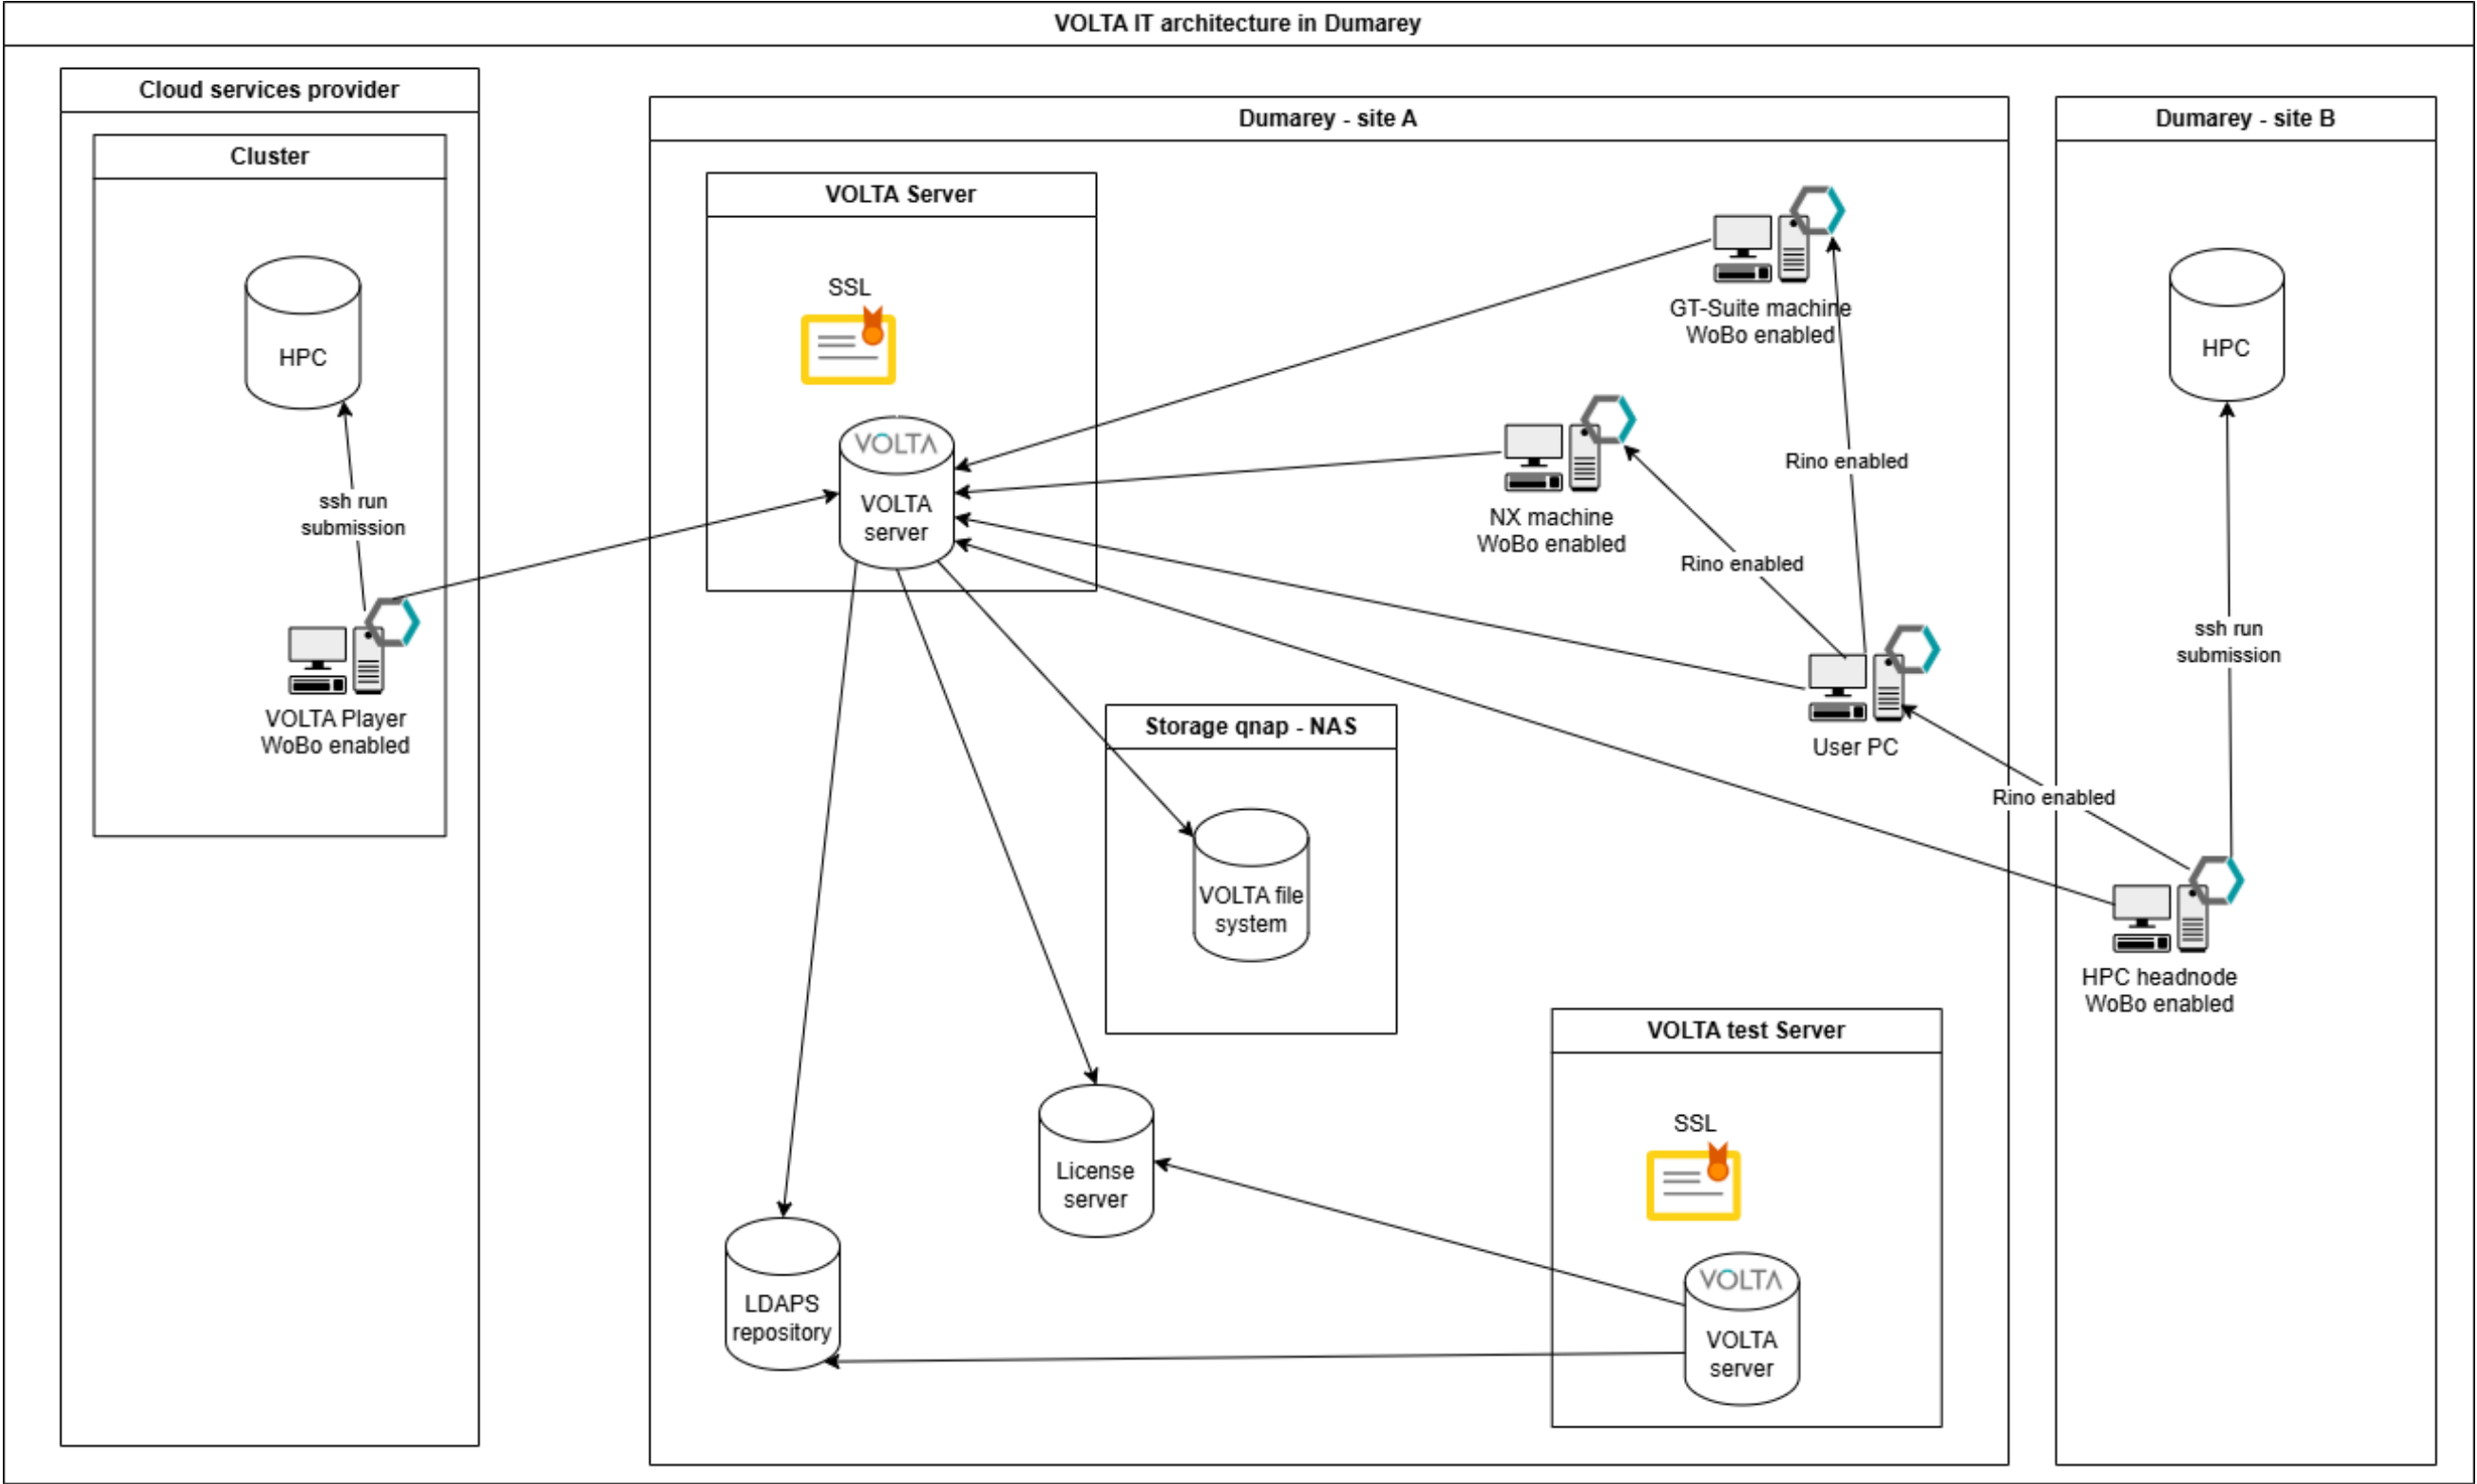 VOLTA IT architecture in Dumarey
Cloud services provider
Cluster
HPC
ssh run
submission
VOLTA Player
WoBo enabled
Dumarey - site A
VOLTA Server
SSL
VOLTA
VOLTA
server
GT-Suite machine
WoBo enabled
NX machine
WoBo enabled
Rino enabled
Rino enabled
User PC
Storage qnap - NAS
VOLTA file
system
License
server
LDAPS
repository
VOLTA test Server
SSL
VOLTA
VOLTA
server
Dumarey - site B
HPC
ssh run
submission
Rino enabled
HPC headnode
WoBo enabled